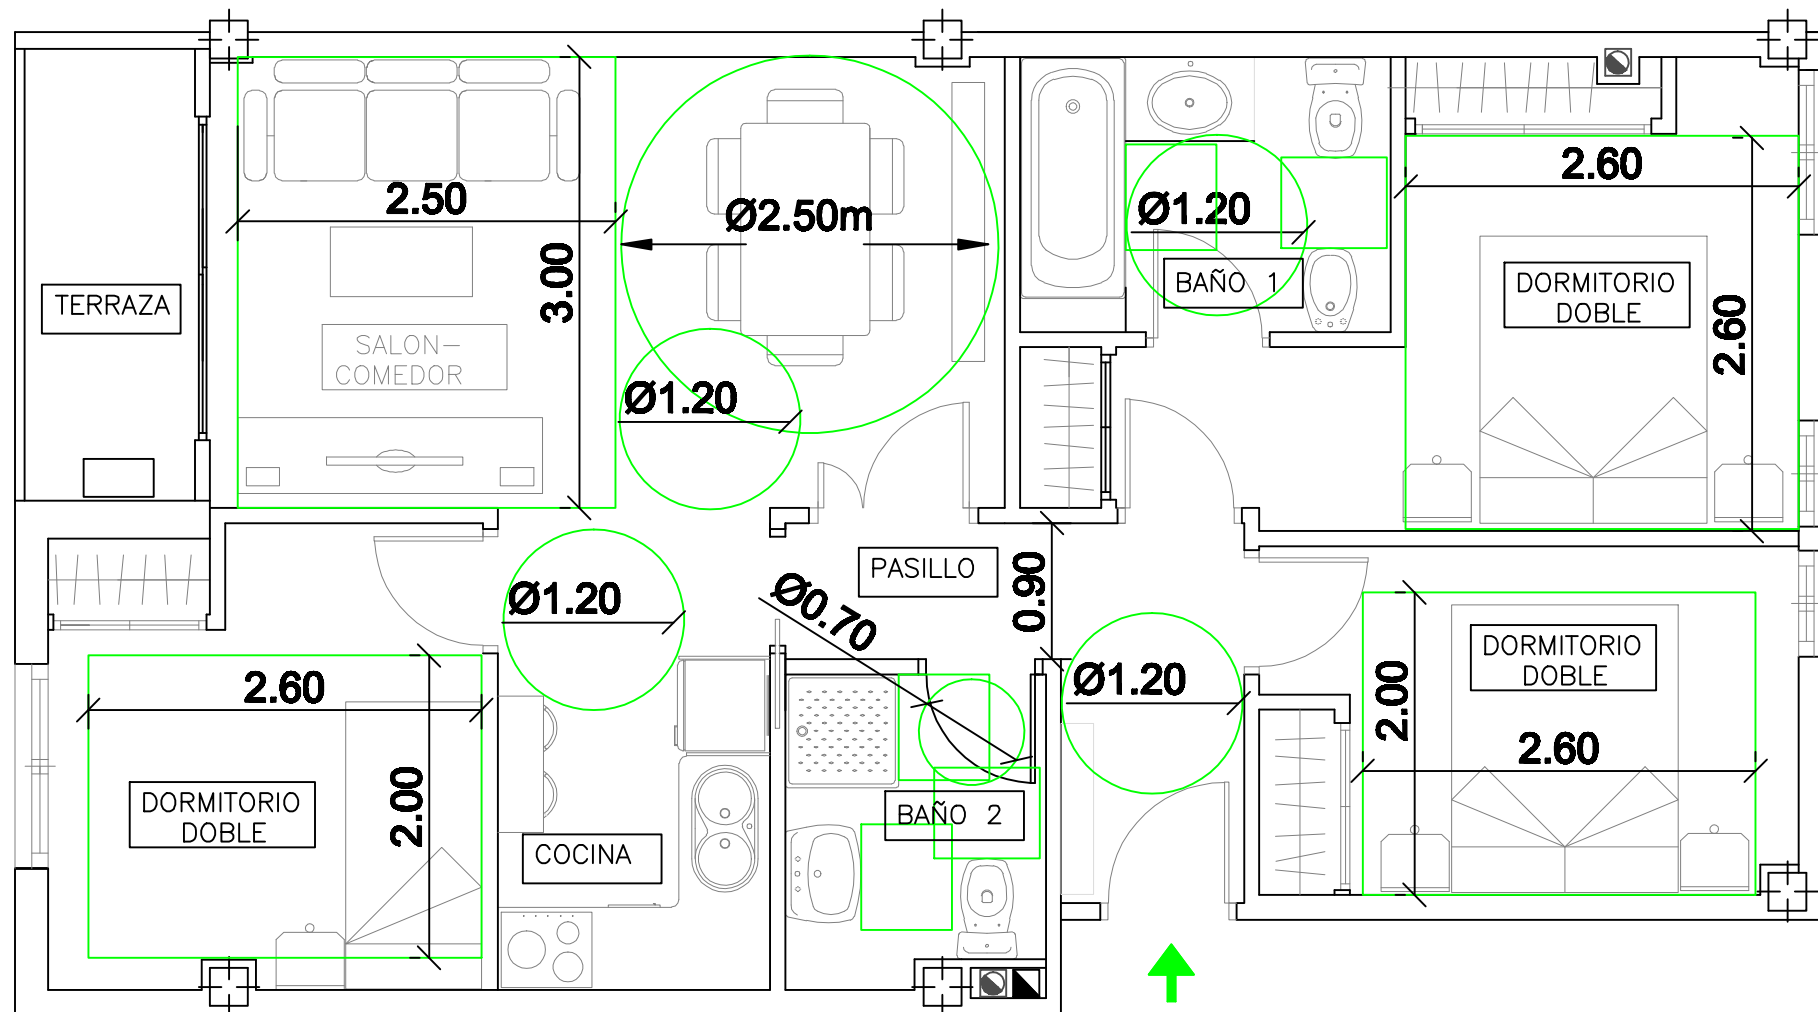 2.50
Ø2.50m
Ø1.20
2.60
3.00
TERRAZA
SALON-
COMEDOR
BAÑO 1
DORMITORIO
DOBLE
2.60
Ø1.20
Ø1.20
PASILLO
Ø0.70
0.90
2.60
DORMITORIO
DOBLE
2.00
COCINA
BAÑO 2
Ø1.20
DORMITORIO
DOBLE
2.00
2.60